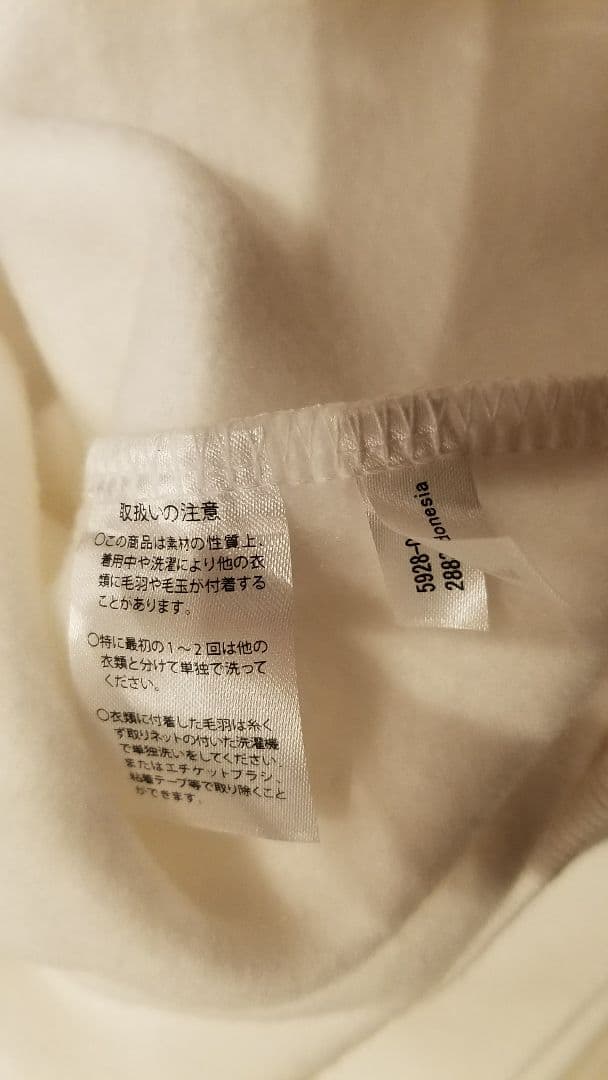 取扱いの注意
○この商品は素材の性質上、
着用中や洗濯により他の衣
類に毛羽や毛玉が付着する
ことがあります。
○特に最初の1～2回は他の
衣類と分けて単独で洗って
ください。
○衣類に付着した毛羽は糸く
ず取りネットの付いた洗濯機
で単独洗いをしてください。
またはエチケットブラシ、
粘着テープ等で取り除くこと
ができます。
5928-
288
donesia